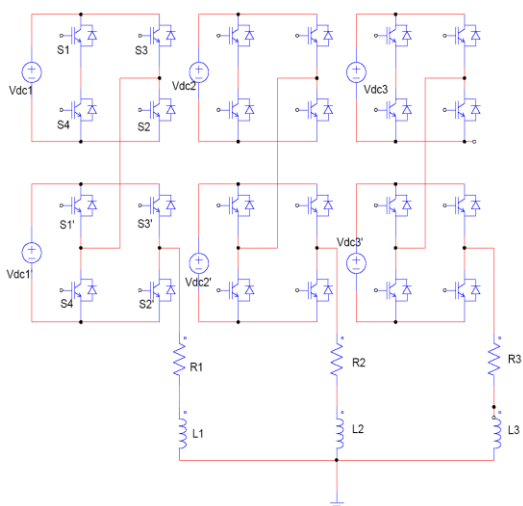 S1
S3
Vdc1
Vdc2
Vdc3
S4
S2
S1'
S3'
Vdc1'
Vdc2'
Vdc3'
S4
S2'
R1
R2
R3
L1
L2
L3